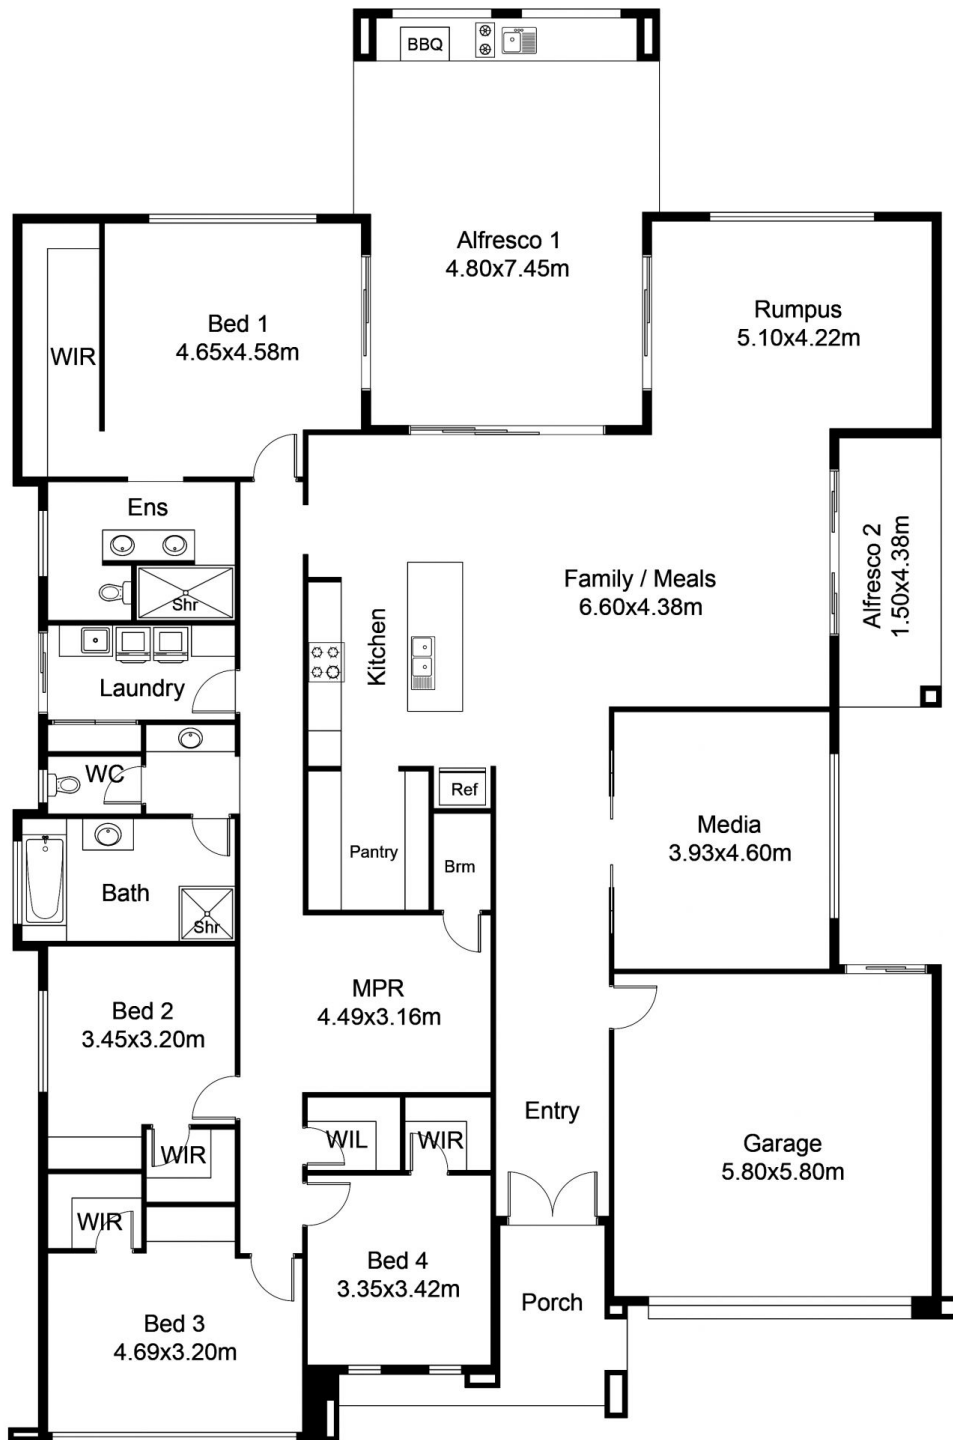 BBQ
Alfresco 1
4.80x7.45m
Rumpus
5.10x4.22m
Bed 1
4.65x4.58m
WIR
Ens
Shr
Alfresco 2
1.50x4.38m
Family / Meals
6.60x4.38m
Kitchen
Laundry
WC
Ref
Media
3.93x4.60m
Pantry
Brm
Bath
Shr
MPR
4.49x3.16m
Bed 2
3.45x3.20m
Entry
WIL
WIR
WIR
Garage
5.80x5.80m
WIR
Bed 4
3.35x3.42m
Porch
Bed 3
4.69x3.20m